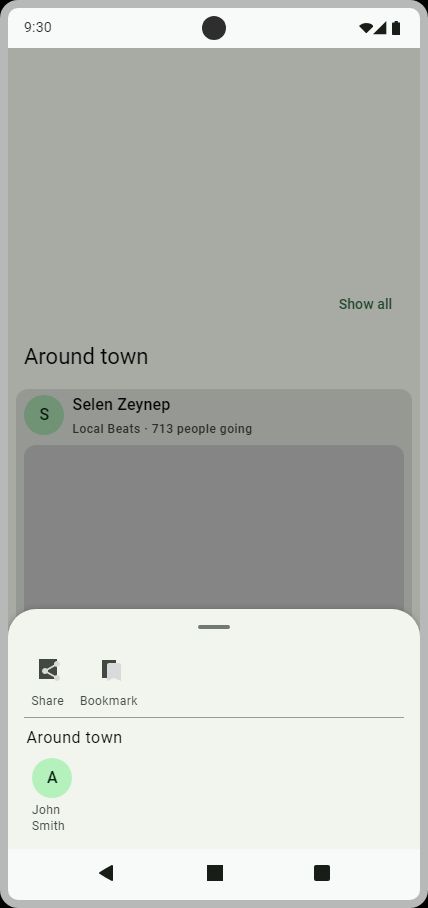 9:30
Show all
Around town
S
Selen Zeynep
Local Beats · 713 people going
Share
Bookmark
Around town
A
John
Smith